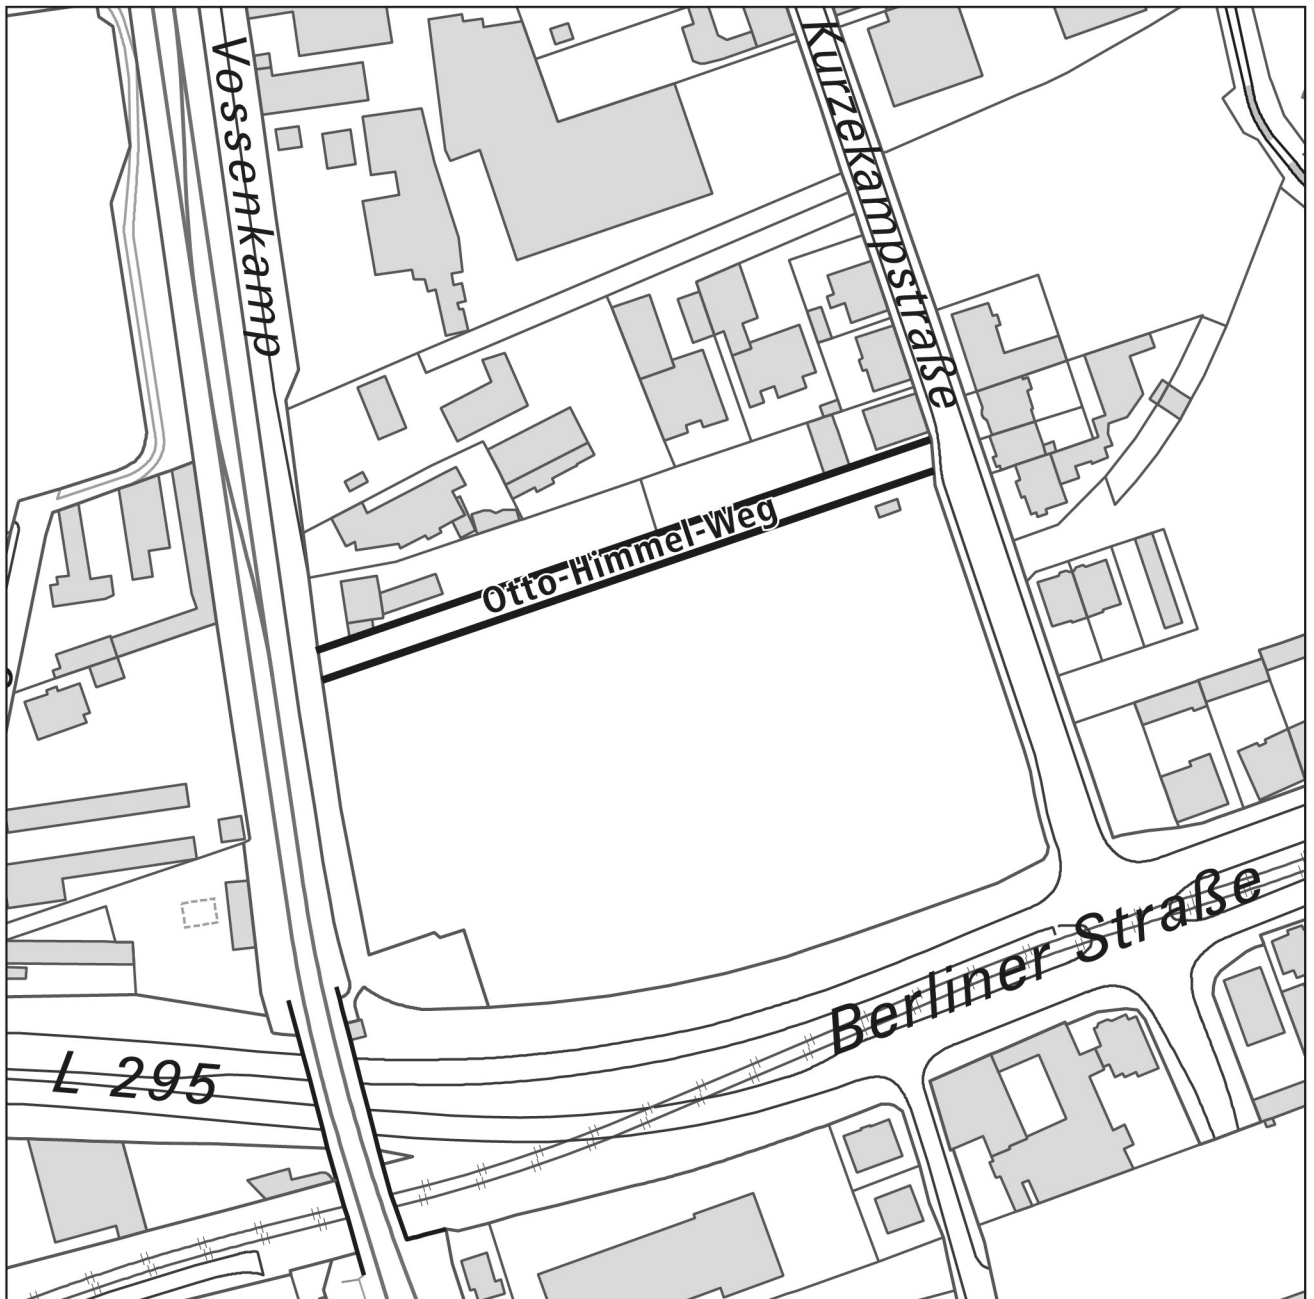 Vossenkamp
Kurzekampstraße
Otto-Himmel-Weg
Berliner Straße
L 295